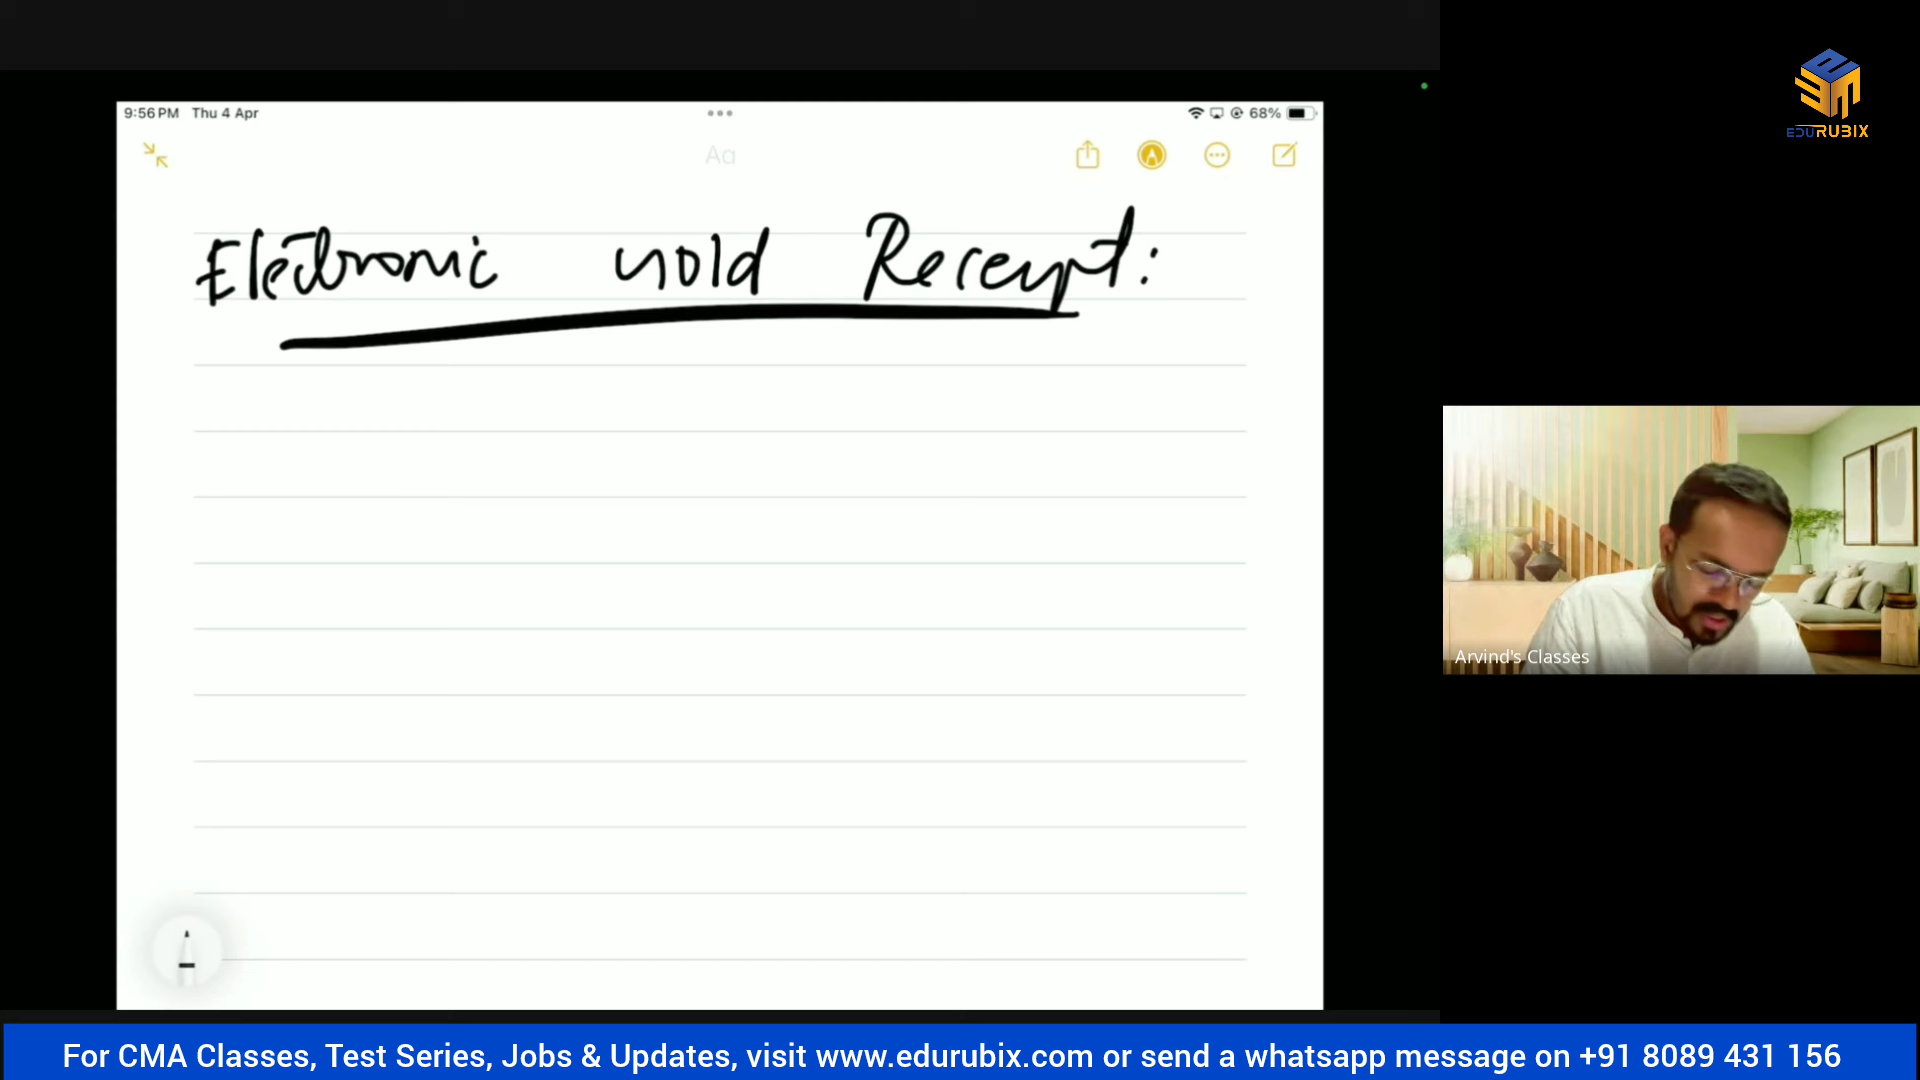 EDURUBIX
9:56 PM Thu 4 Apr
68%
Aa
Electronic Gold Receipt:
Arvind's Classes
For CMA Classes, Test Series, Jobs & Updates, visit www.edurubix.com or send a whatsapp message on +91 8089 431 156